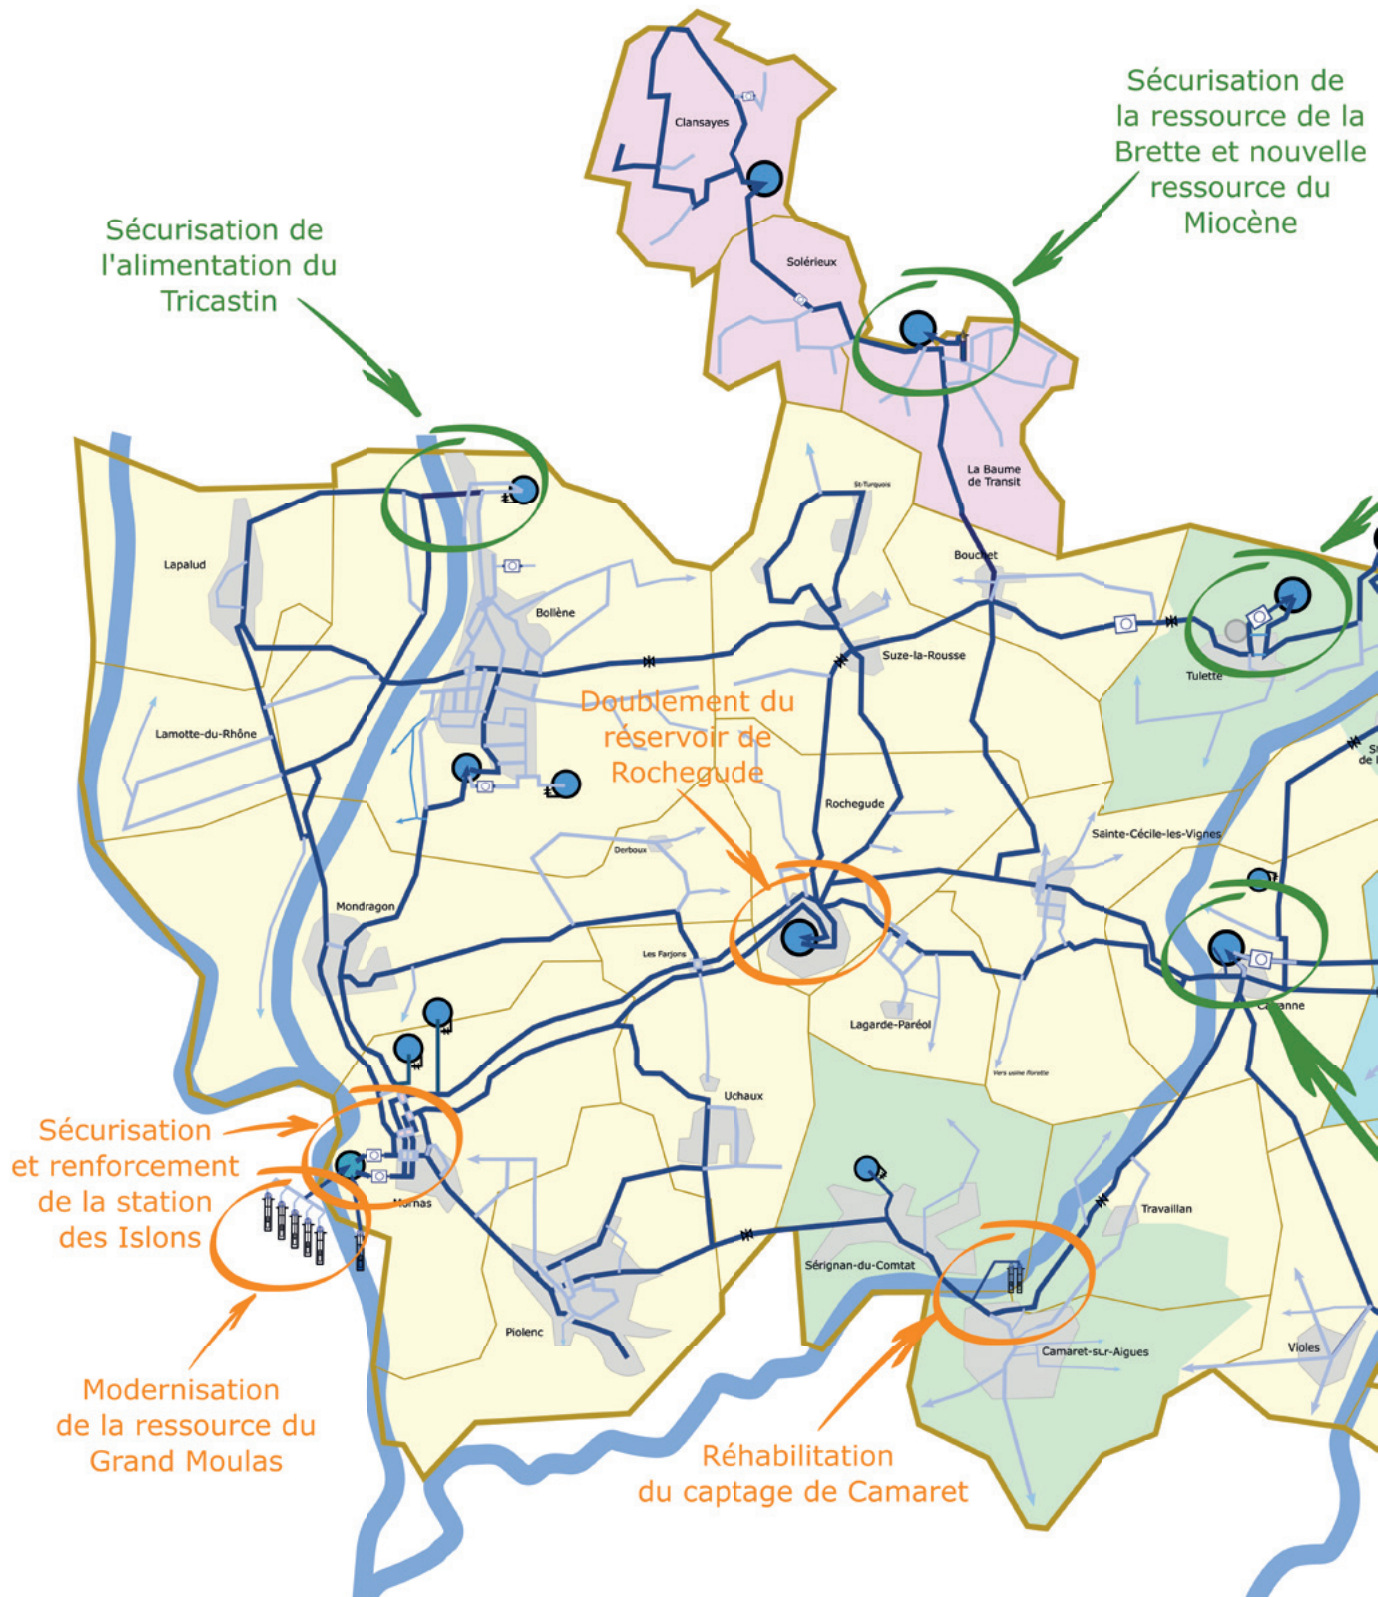 Sécurisation de
la ressource de la
Brette et nouvelle
ressource du
Miocène
Clansayes
Sécurisation de
l'alimentation du
Tricastin
Solérieux
La Baume
de Transit
St-Turquois
Lapalud
Bouchet
Bollène
Suze-la-Rousse
Tulette
Doublement du
réservoir de
Rochegude
Lamotte-du-Rhône
de
Rochegude
Sainte-Cécile-les-Vignes
Derboux
Mondragon
Les Farjons
Cairanne
Lagarde-Paréol
Vers usine florette
Uchaux
Sécurisation
et renforcement
de la station
des Islons
Mornas
Travaillan
Sérignan-du-Comtat
Piolenc
Camaret-sur-Aigues
Violes
Modernisation
de la ressource du
Grand Moulas
Réhabilitation
du captage de Camaret